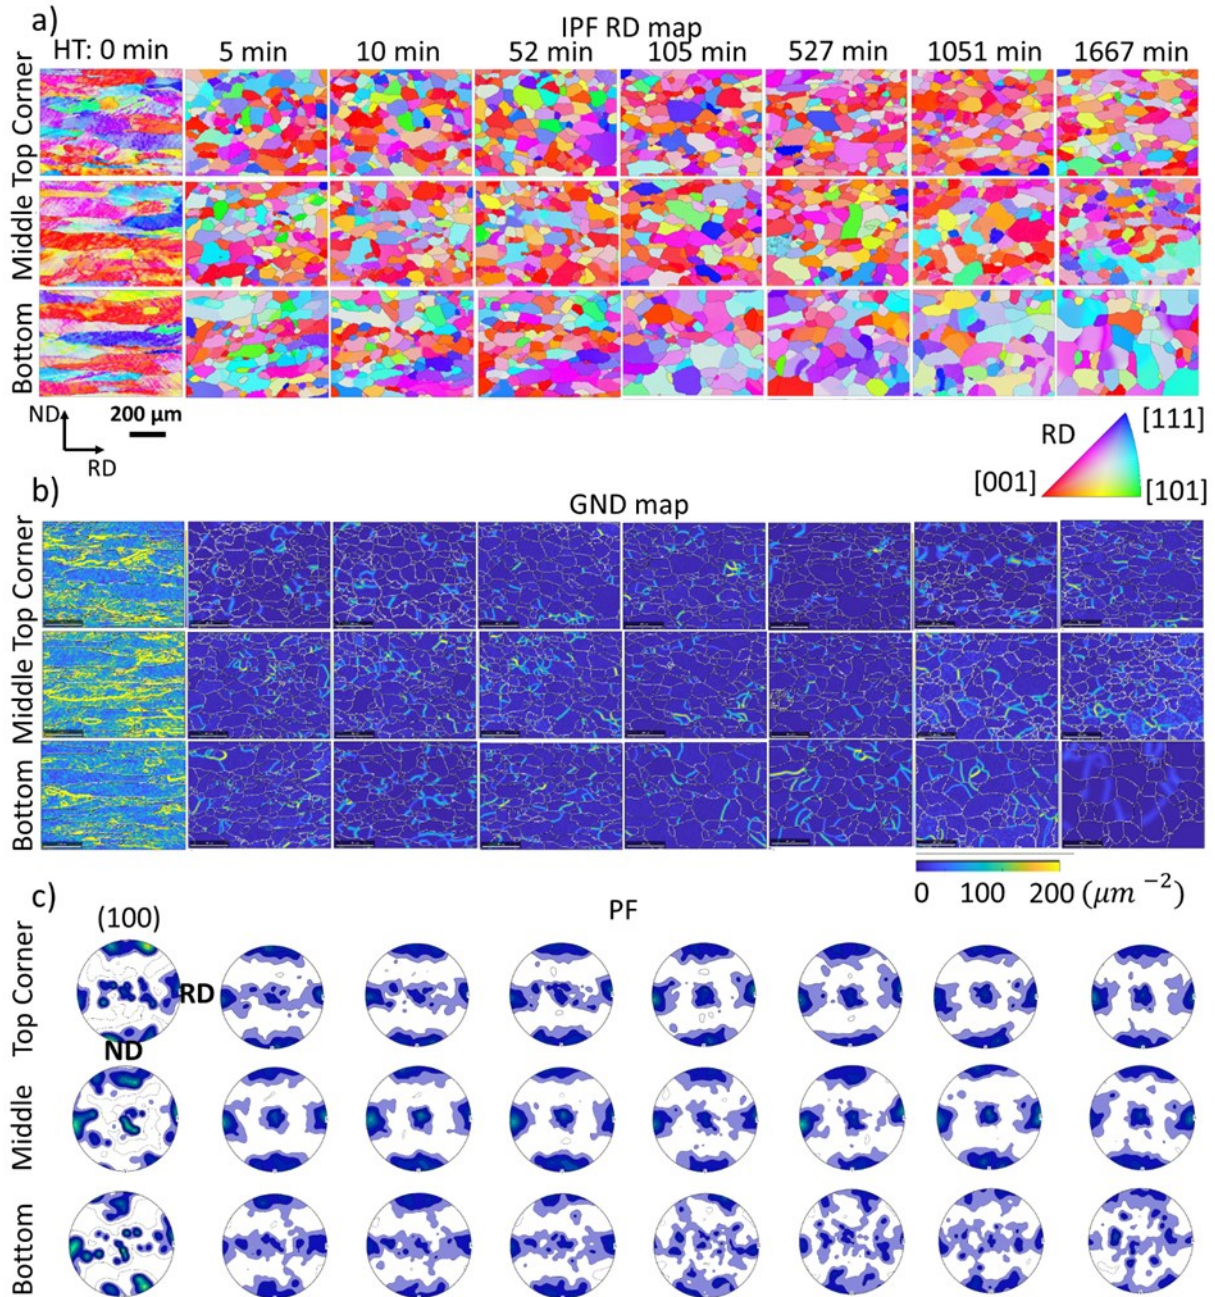 a)
IPF RD map
HT: 0 min 5 min 10 min 52 min 105 min 527 min 1051 min 1667 min
Top Corner
Middle
Bottom
ND
RD
200 μm
RD
[111]
[001]
[101]
b)
GND map
Top Corner
Middle
Bottom
0 100 200 (μm⁻²)
c)
PF
(100)
Top Corner
RD
ND
Middle
Bottom